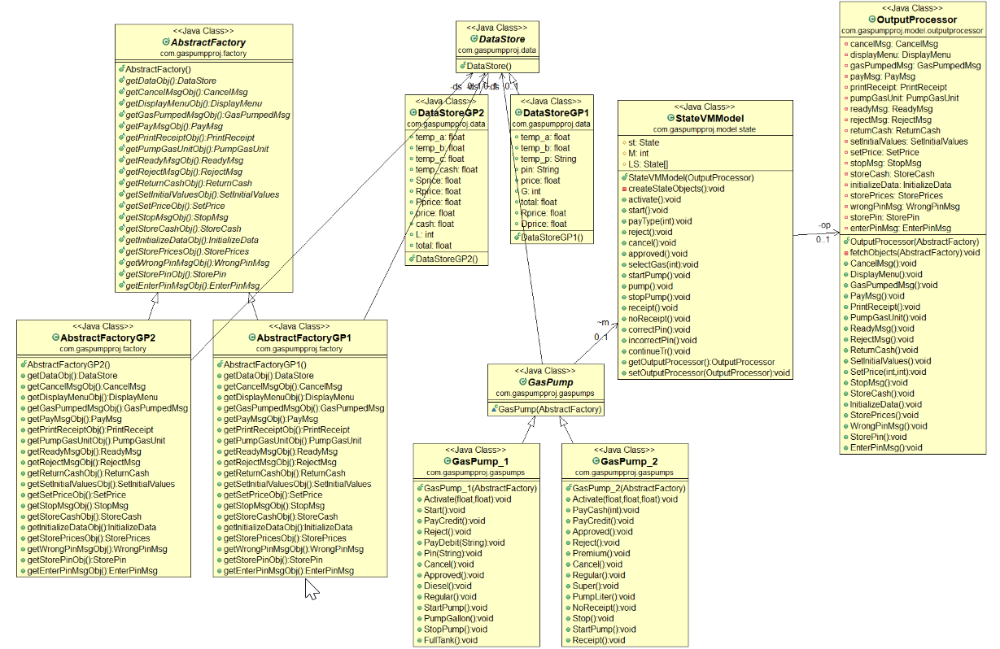 <<Java Class>>
AbstractFactory
com.gaspumpproj.factory
AbstractFactory()
getDataObj():DataStore
getCancelMsgObj():CancelMsg
getDisplayMenuObj():DisplayMenu
getGasPumpedMsgObj():GasPumpedMsg
getPayMsgObj():PayMsg
getPrintReceiptObj():PrintReceipt
getPumpGasUnitObj():PumpGasUnit
getReadyMsgObj():ReadyMsg
getRejectMsgObj():RejectMsg
getReturnCashObj():ReturnCash
getSetInitialValuesObj():SetInitialValues
getSetPriceObj():SetPrice
getStopMsgObj():StopMsg
getStoreCashObj():StoreCash
getInitializeDataObj():InitializeData
getStorePricesObj():StorePrices
getWrongPinMsgObj():WrongPinMsg
getStorePinObj():StorePin
getEnterPinMsgObj():EnterPinMsg
<<Java Class>>
DataStore
com.gaspumpproj.data
DataStore()
-ds
0..1
-ds
0..1
-ds
0..1
<<Java Class>>
DataStoreGP2
com.gaspumpproj.data
temp_a: float
temp_b: float
temp_c: float
temp_cash: float
Sprice: float
Rprice: float
Pprice: float
price: float
cash: float
L: int
total: float
DataStoreGP2()
<<Java Class>>
DataStoreGP1
com.gaspumpproj.data
temp_a: float
temp_b: float
temp_p: String
pin: String
price: float
G: int
total: float
Rprice: float
Dprice: float
DataStoreGP1()
<<Java Class>>
StateVMModel
com.gaspumpproj.model.state
st: State
M: int
LS: State[]
StateVMModel(OutputProcessor)
createStateObjects():void
activate():void
start():void
payType(int):void
reject():void
cancel():void
approved():void
selectGas(int):void
startPump():void
pump():void
stopPump():void
receipt():void
noReceipt():void
correctPin():void
incorrectPin():void
continueTr():void
getOutputProcessor():OutputProcessor
setOutputProcessor(OutputProcessor):void
-op
0..1
<<Java Class>>
OutputProcessor
com.gaspumpproj.model.outputprocessor
cancelMsg: CancelMsg
displayMenu: DisplayMenu
gasPumpedMsg: GasPumpedMsg
payMsg: PayMsg
printReceipt: PrintReceipt
pumpGasUnit: PumpGasUnit
readyMsg: ReadyMsg
rejectMsg: RejectMsg
returnCash: ReturnCash
setInitialValues: SetInitialValues
setPrice: SetPrice
stopMsg: StopMsg
storeCash: StoreCash
initializeData: InitializeData
storePrices: StorePrices
wrongPinMsg: WrongPinMsg
storePin: StorePin
enterPinMsg: EnterPinMsg
OutputProcessor(AbstractFactory)
fetchObjects(AbstractFactory):void
CancelMsg():void
DisplayMenu():void
GasPumpedMsg():void
PayMsg():void
PrintReceipt():void
PumpGasUnit():void
ReadyMsg():void
RejectMsg():void
ReturnCash():void
SetInitialValues():void
SetPrice(int,int):void
StopMsg():void
StoreCash():void
InitializeData():void
StorePrices():void
WrongPinMsg():void
StorePin():void
EnterPinMsg():void
<<Java Class>>
AbstractFactoryGP2
com.gaspumpproj.factory
AbstractFactoryGP2()
getDataObj():DataStore
getCancelMsgObj():CancelMsg
getDisplayMenuObj():DisplayMenu
getGasPumpedMsgObj():GasPumpedMsg
getPayMsgObj():PayMsg
getPrintReceiptObj():PrintReceipt
getPumpGasUnitObj():PumpGasUnit
getReadyMsgObj():ReadyMsg
getRejectMsgObj():RejectMsg
getReturnCashObj():ReturnCash
getSetInitialValuesObj():SetInitialValues
getSetPriceObj():SetPrice
getStopMsgObj():StopMsg
getStoreCashObj():StoreCash
getInitializeDataObj():InitializeData
getStorePricesObj():StorePrices
getWrongPinMsgObj():WrongPinMsg
getStorePinObj():StorePin
getEnterPinMsgObj():EnterPinMsg
<<Java Class>>
AbstractFactoryGP1
com.gaspumpproj.factory
AbstractFactoryGP1()
getDataObj():DataStore
getCancelMsgObj():CancelMsg
getDisplayMenuObj():DisplayMenu
getGasPumpedMsgObj():GasPumpedMsg
getPayMsgObj():PayMsg
getPrintReceiptObj():PrintReceipt
getPumpGasUnitObj():PumpGasUnit
getReadyMsgObj():ReadyMsg
getRejectMsgObj():RejectMsg
getReturnCashObj():ReturnCash
getSetInitialValuesObj():SetInitialValues
getSetPriceObj():SetPrice
getStopMsgObj():StopMsg
getStoreCashObj():StoreCash
getInitializeDataObj():InitializeData
getStorePricesObj():StorePrices
getWrongPinMsgObj():WrongPinMsg
getStorePinObj():StorePin
getEnterPinMsgObj():EnterPinMsg
~m
0..1
<<Java Class>>
GasPump
com.gaspumpproj.gaspumps
GasPump(AbstractFactory)
<<Java Class>>
GasPump_1
com.gaspumpproj.gaspumps
GasPump_1(AbstractFactory)
Activate(float,float):void
Start():void
PayCredit():void
Reject():void
PayDebit(String):void
Pin(String):void
Cancel():void
Approved():void
Diesel():void
Regular():void
StartPump():void
PumpGallon():void
StopPump():void
FullTank():void
<<Java Class>>
GasPump_2
com.gaspumpproj.gaspumps
GasPump_2(AbstractFactory)
Activate(float,float,float):void
PayCash(int):void
PayCredit():void
Approved():void
Reject():void
Premium():void
Cancel():void
Regular():void
Super():void
PumpLiter():void
NoReceipt():void
Stop():void
StartPump():void
Receipt():void